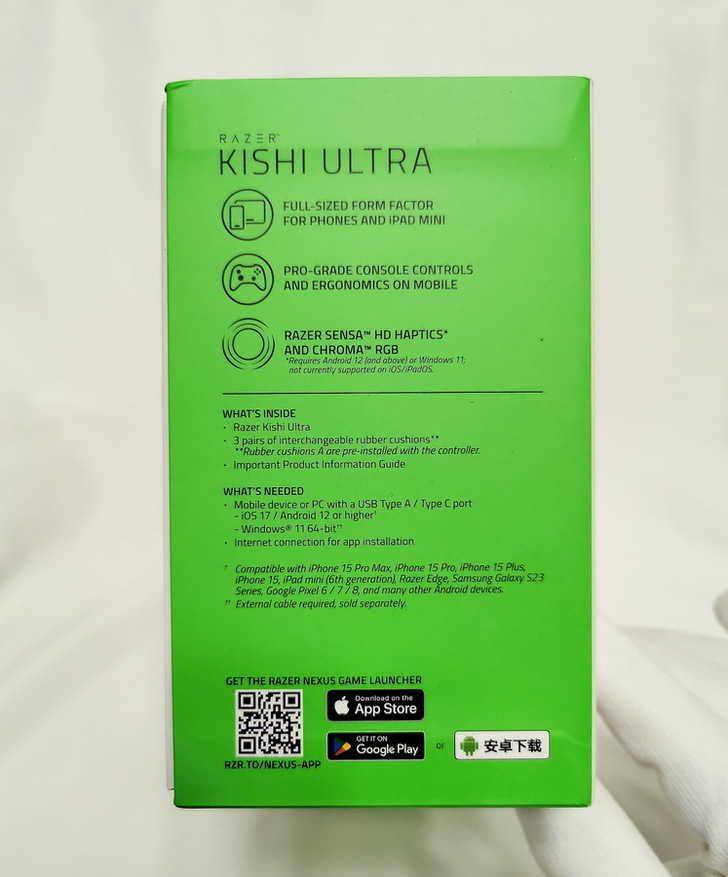 RAZER™
KISHI ULTRA
FULL-SIZED FORM FACTOR
FOR PHONES AND iPAD MINI
PRO-GRADE CONSOLE CONTROLS
AND ERGONOMICS ON MOBILE
RAZER SENSA™ HD HAPTICS*
AND CHROMA™ RGB
*Requires Android 12 (and above) or Windows 11;
not currently supported on iOS/iPadOS.
WHAT'S INSIDE
· Razer Kishi Ultra
· 3 pairs of interchangeable rubber cushions**
**Rubber cushions A are pre-installed with the controller.
· Important Product Information Guide
WHAT'S NEEDED
· Mobile device or PC with a USB Type A / Type C port
- iOS 17 / Android 12 or higher†
- Windows® 11 64-bit††
· Internet connection for app installation
† Compatible with iPhone 15 Pro Max, iPhone 15 Pro, iPhone 15 Plus,
iPhone 15, iPad mini (6th generation), Razer Edge, Samsung Galaxy S23
Series, Google Pixel 6 / 7 / 8, and many other Android devices.
†† External cable required, sold separately.
GET THE RAZER NEXUS GAME LAUNCHER
Download on the
App Store
GET IT ON
Google Play
or
安卓下载
RZR.TO/NEXUS-APP